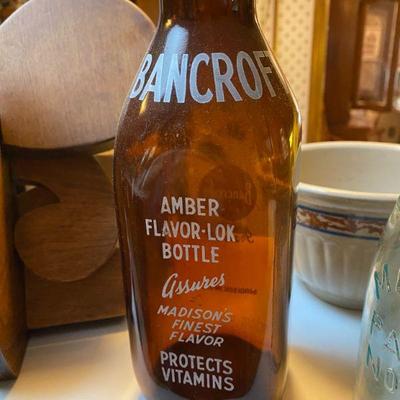 BANCROF
AMBER
FLAVOR-LOK
BOTTLE
assures
MADISON'S
FINEST
FLAVOR
PROTECTS
VITAMINS